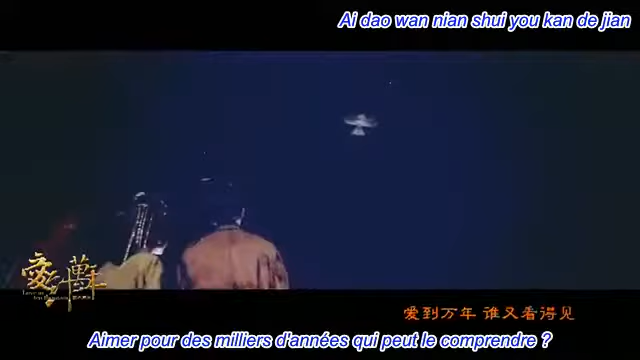 Ai dao wan nian shui you kan de jian
爱到万年 谁又看得见
Aimer pour des milliers d'années qui peut le comprendre ?